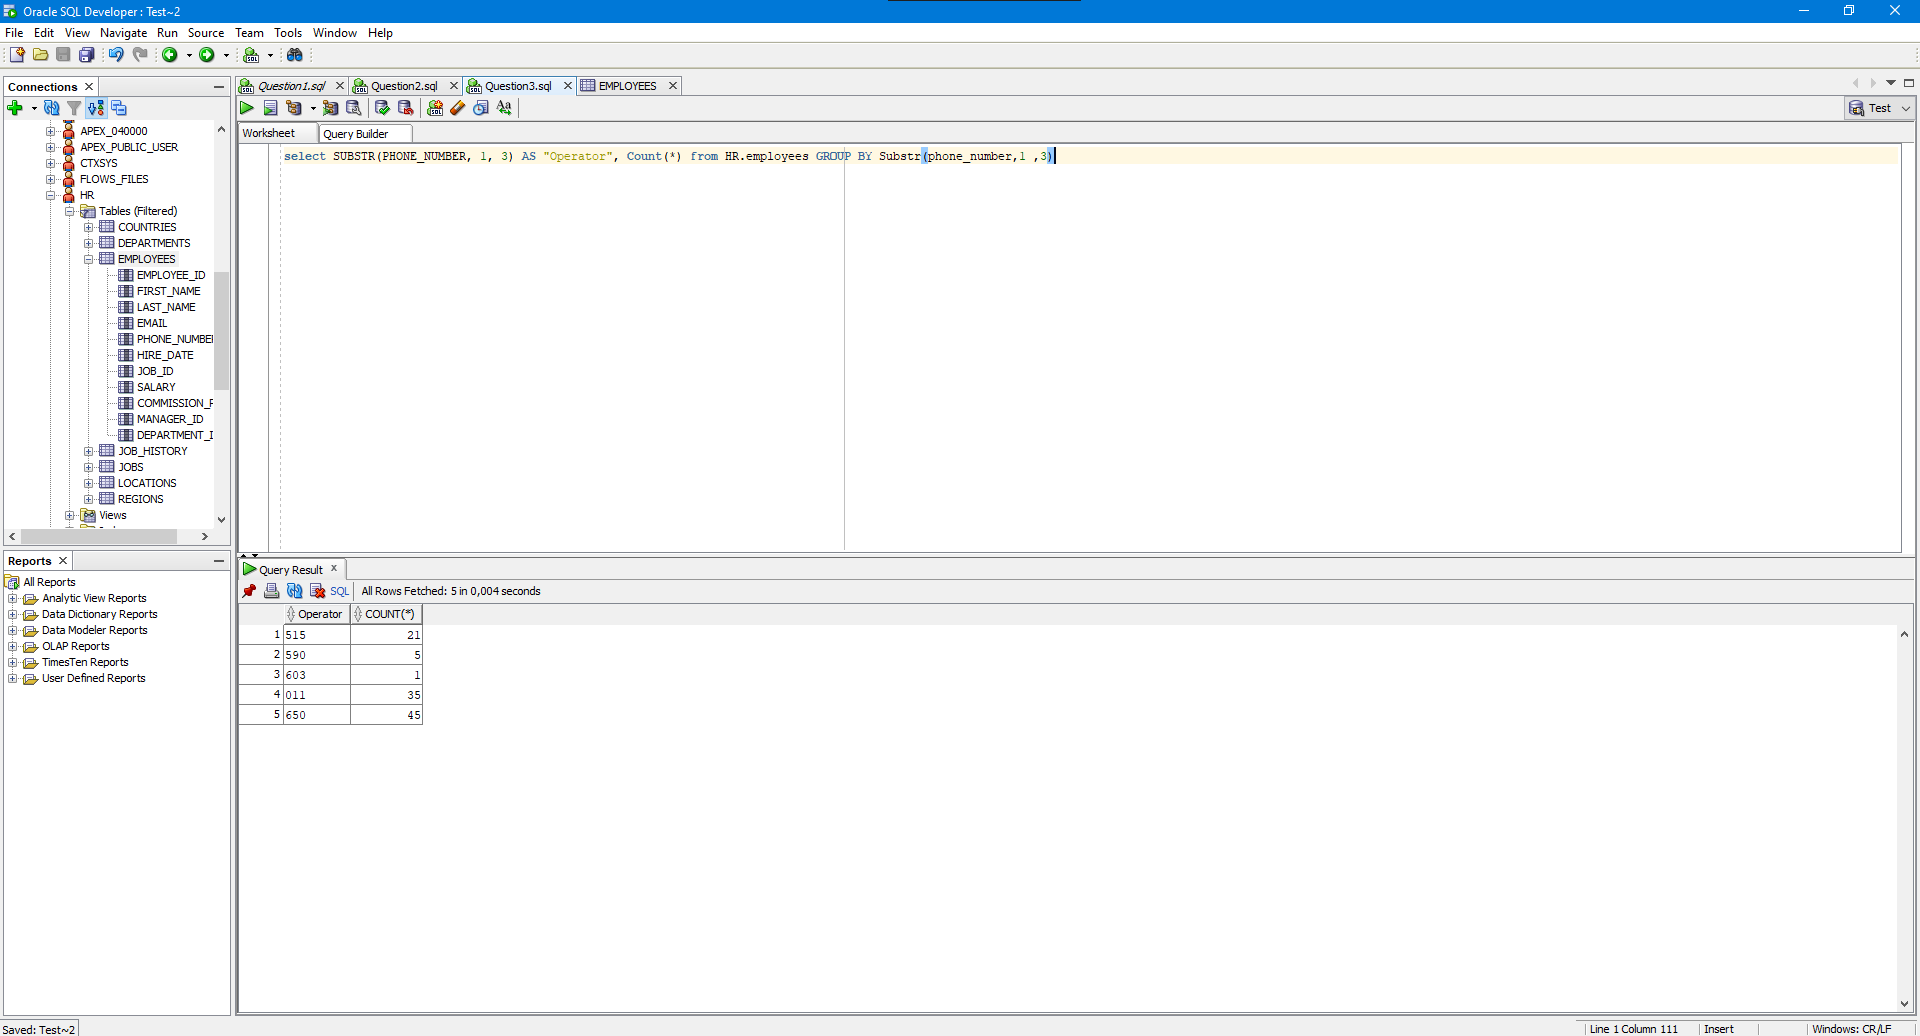 Oracle SQL Developer : Test~2
File Edit View Navigate Run Source Team Tools Window Help
Connections
APEX_040000
APEX_PUBLIC_USER
CTXSYS
FLOWS_FILES
HR
Tables (Filtered)
COUNTRIES
DEPARTMENTS
EMPLOYEES
EMPLOYEE_ID
FIRST_NAME
LAST_NAME
EMAIL
PHONE_NUMBER
HIRE_DATE
JOB_ID
SALARY
COMMISSION_P
MANAGER_ID
DEPARTMENT_I
JOB_HISTORY
JOBS
LOCATIONS
REGIONS
Views
Reports
All Reports
Analytic View Reports
Data Dictionary Reports
Data Modeler Reports
OLAP Reports
TimesTen Reports
User Defined Reports
Question1.sql Question2.sql Question3.sql EMPLOYEES
Test
Worksheet Query Builder
select SUBSTR(PHONE_NUMBER, 1, 3) AS "Operator", Count(*) from HR.employees GROUP BY Substr(phone_number,1 ,3)
Query Result
SQL All Rows Fetched: 5 in 0,004 seconds
Operator COUNT(*)
1 515 21
2 590 5
3 603 1
4 011 35
5 650 45
Saved: Test~2
Line 1 Column 111 Insert Windows: CR/LF